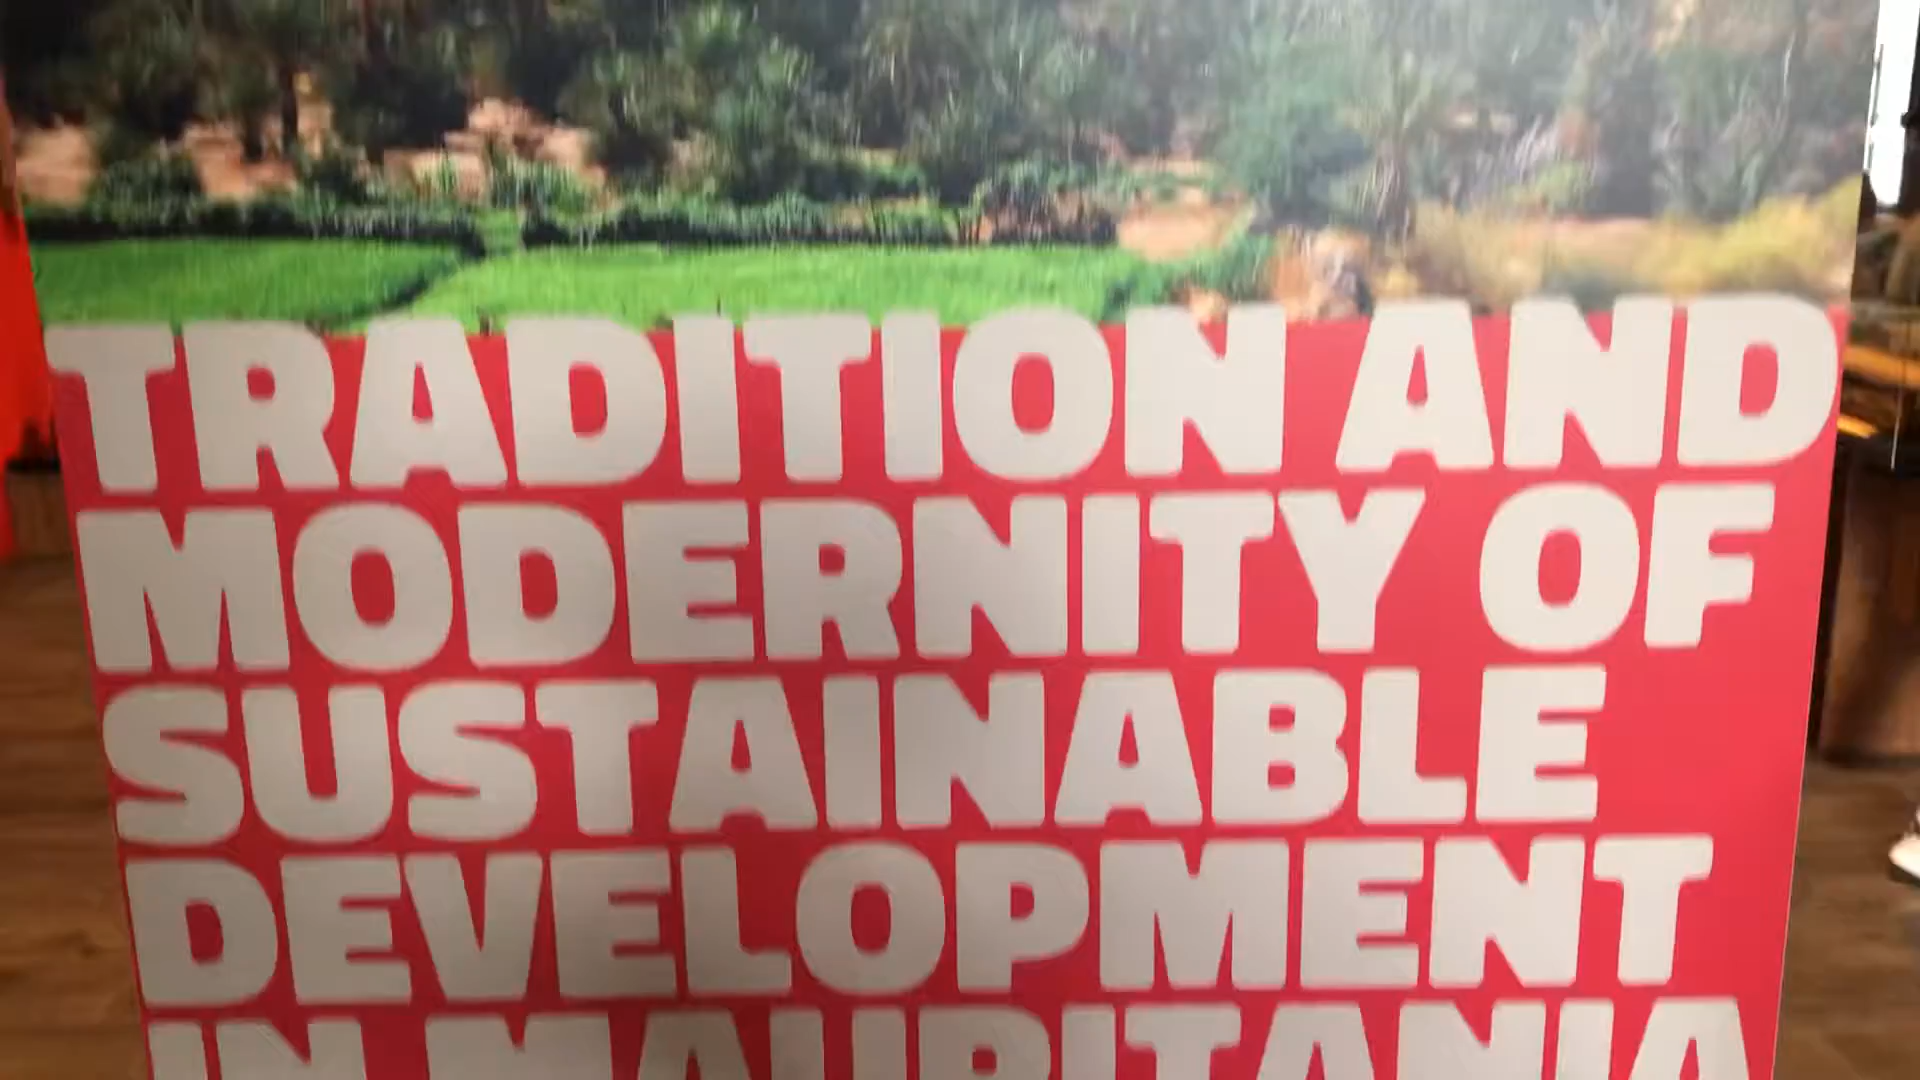 TRADITION AND
MODERNITY OF
SUSTAINABLE
DEVELOPMENT
IN MAURITANIA